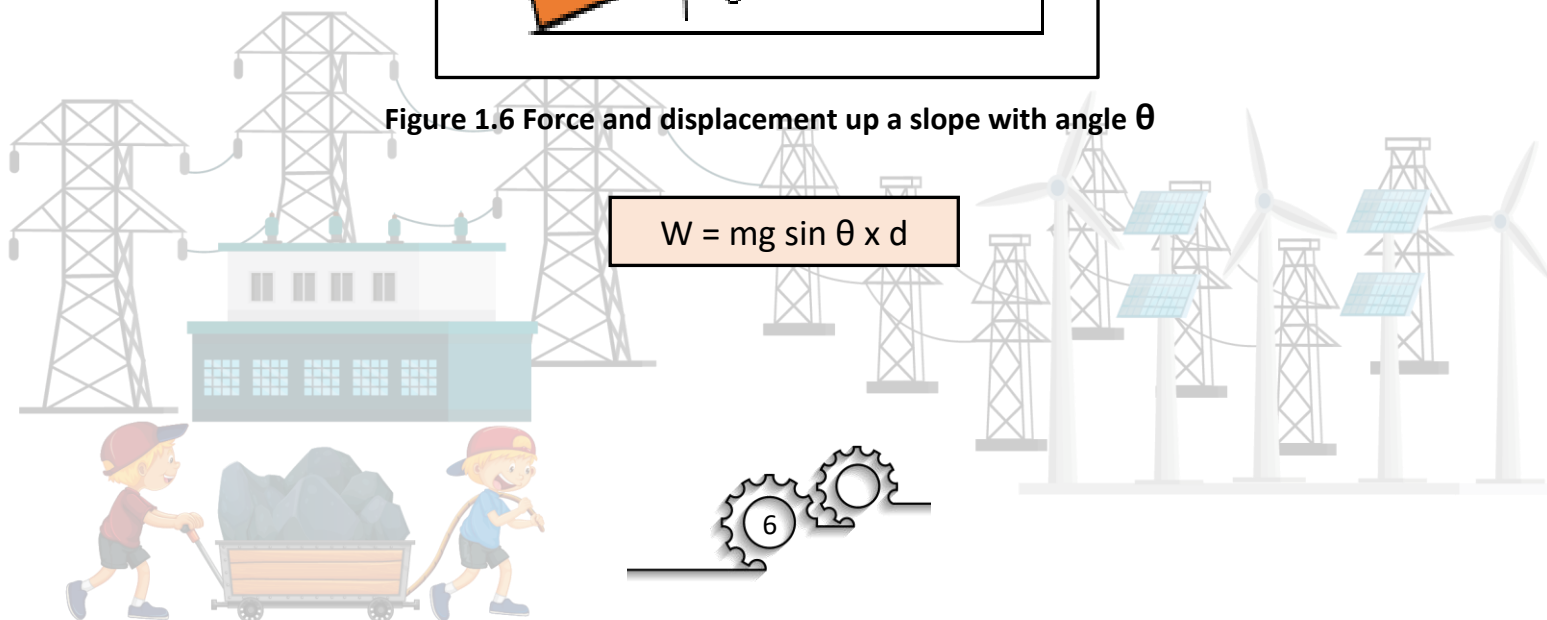 Figure 1.6 Force and displacement up a slope with angle θ
W = mg sin θ x d
6